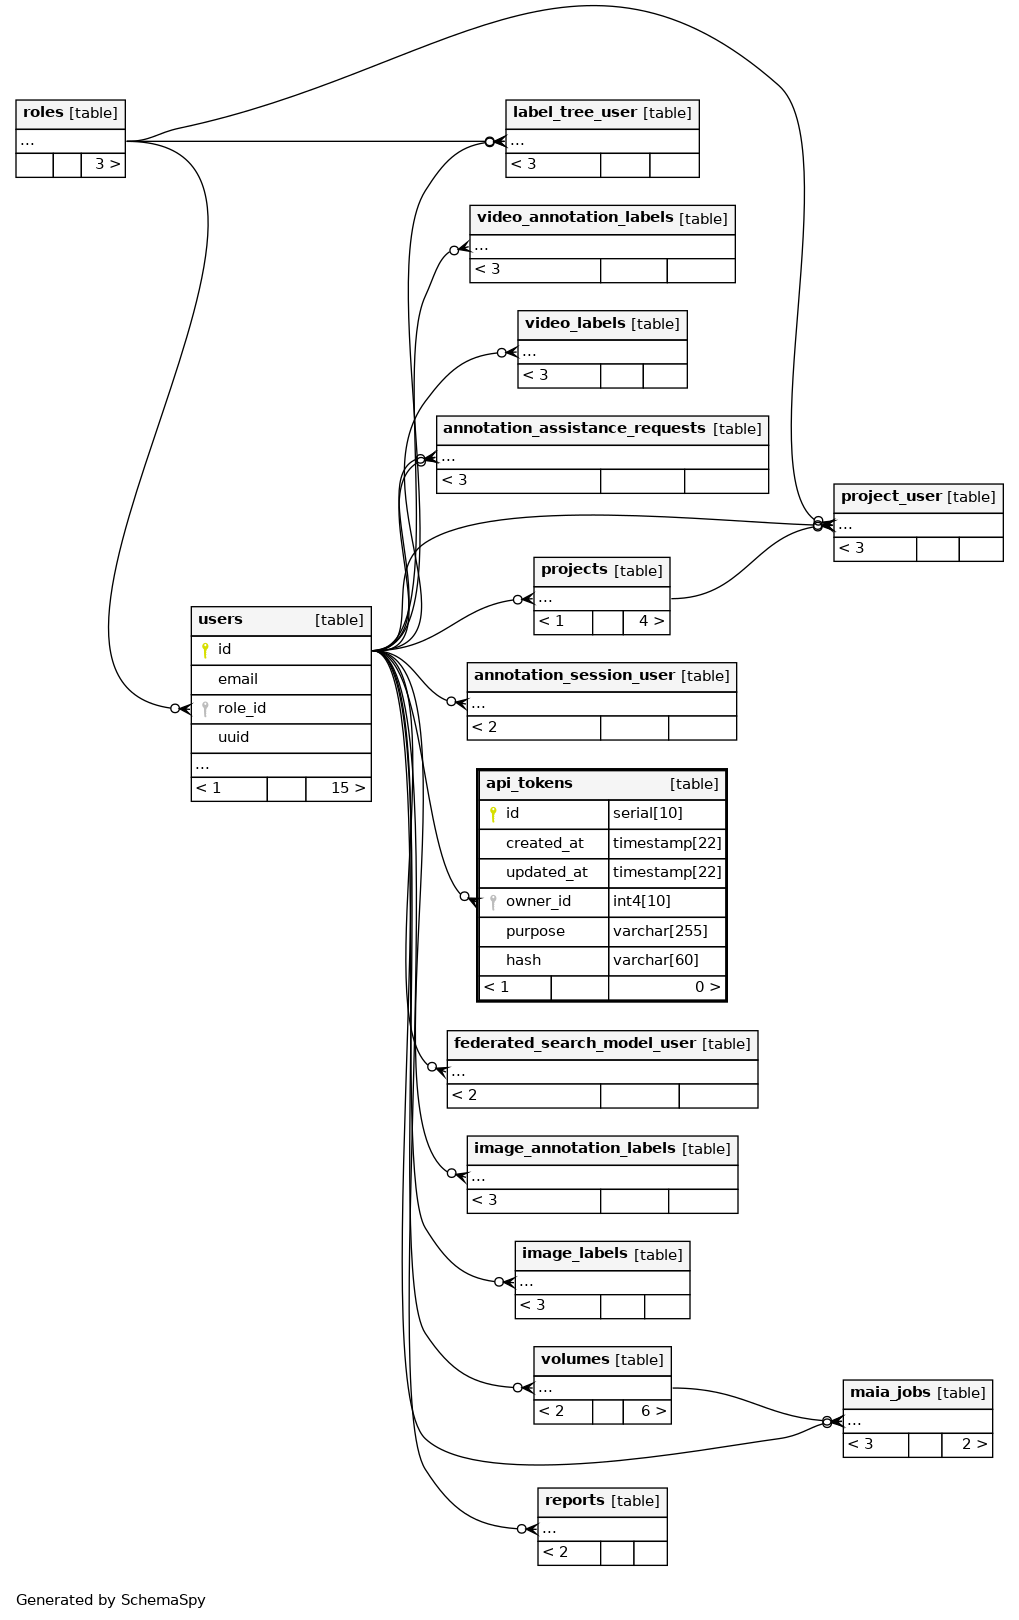 roles [table]
...
3 >
label_tree_user [table]
...
< 3
video_annotation_labels [table]
...
< 3
video_labels [table]
...
< 3
annotation_assistance_requests [table]
...
< 3
project_user [table]
...
< 3
projects [table]
...
< 1 4 >
users [table]
id
email
role_id
uuid
...
< 1 15 >
annotation_session_user [table]
...
< 2
api_tokens [table]
id serial[10]
created_at timestamp[22]
updated_at timestamp[22]
owner_id int4[10]
purpose varchar[255]
hash varchar[60]
< 1 0 >
federated_search_model_user [table]
...
< 2
image_annotation_labels [table]
...
< 3
image_labels [table]
...
< 3
volumes [table]
...
< 2 6 >
maia_jobs [table]
...
< 3 2 >
reports [table]
...
< 2
Generated by SchemaSpy